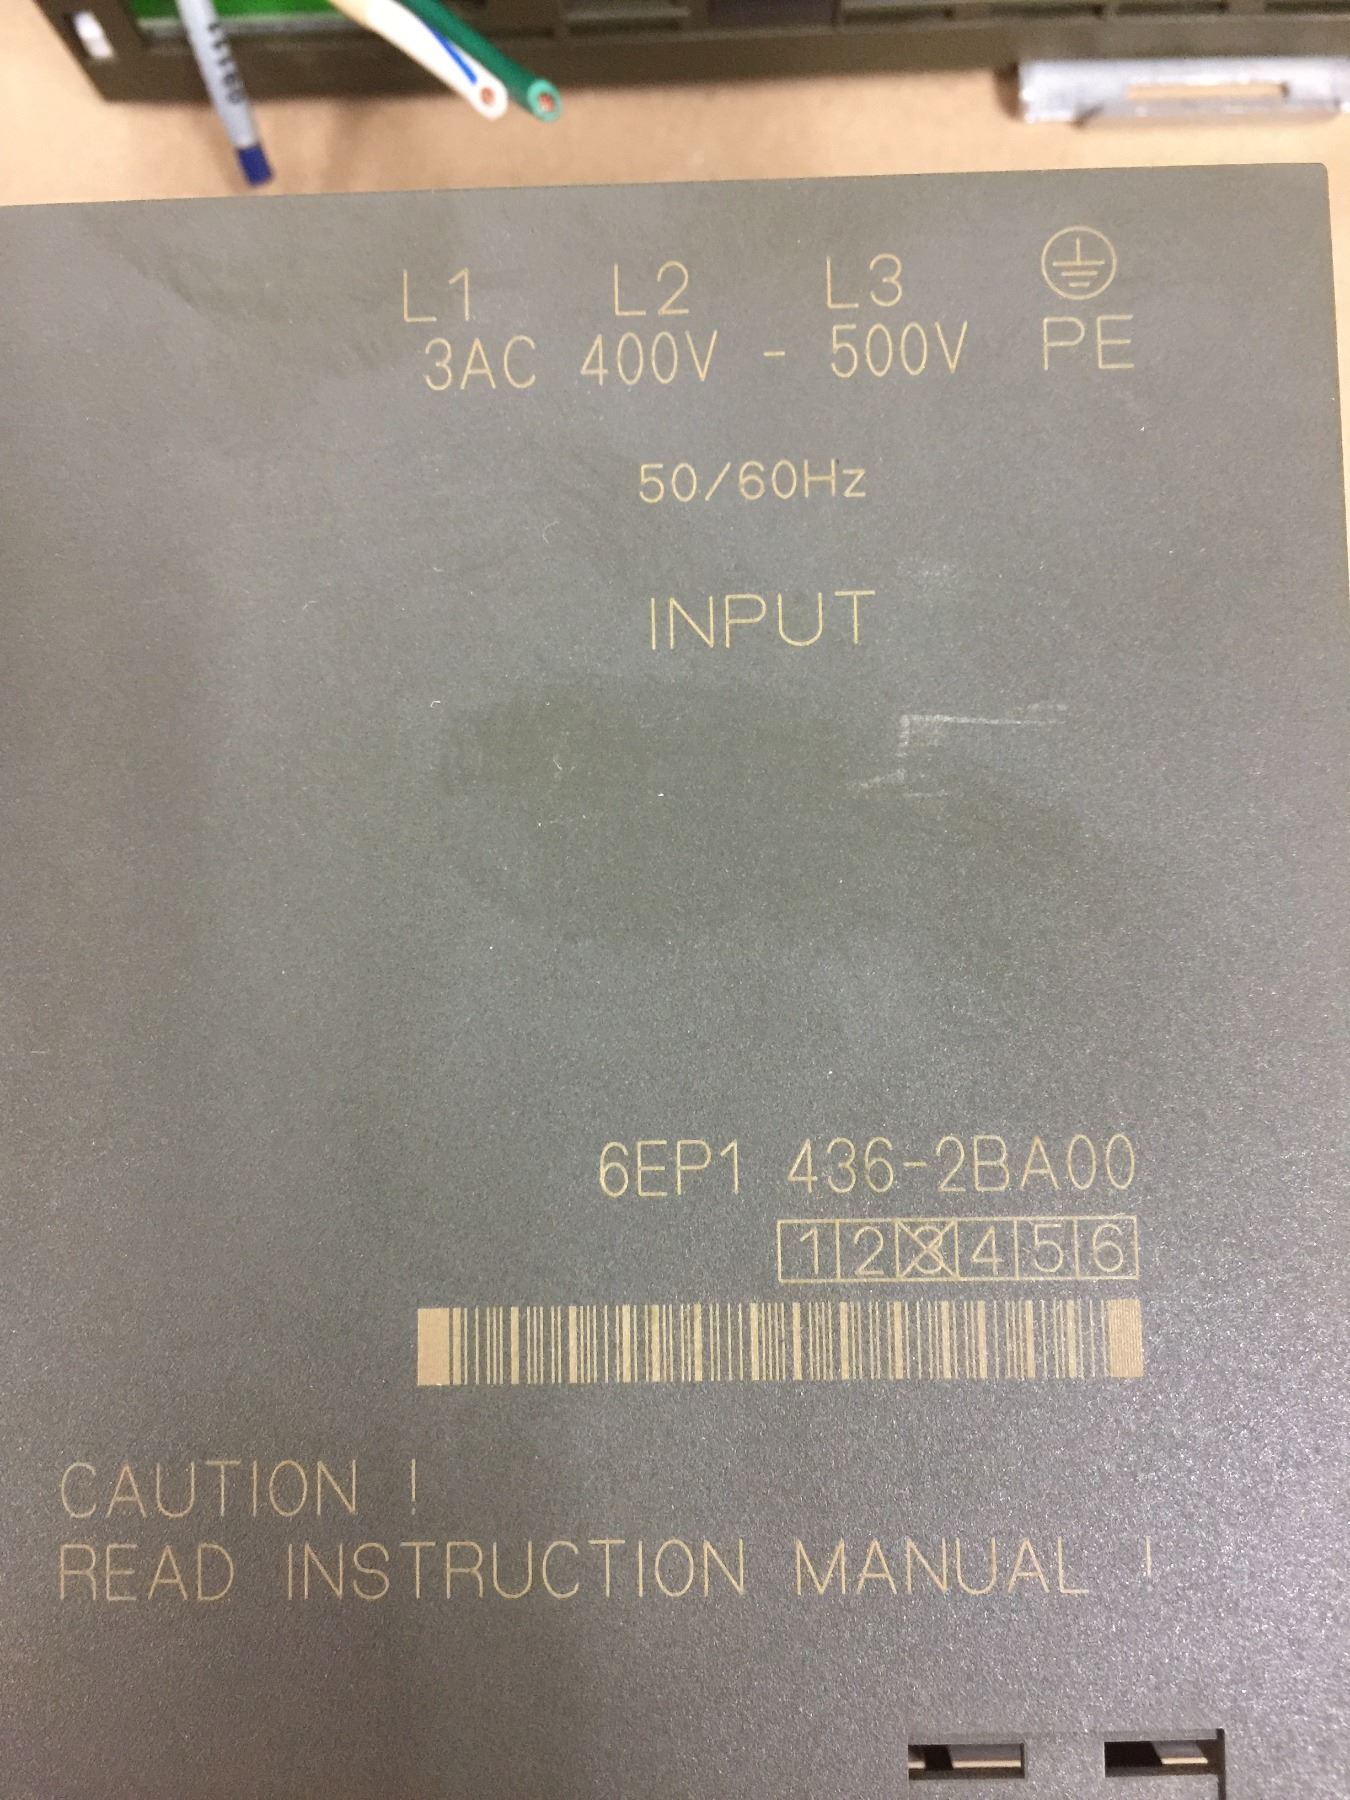 L1 L2 L3
3AC 400V - 500V PE
50/60Hz
INPUT
6EP1 436-2BA00
1 2 3 4 5 6
CAUTION !
READ INSTRUCTION MANUAL !